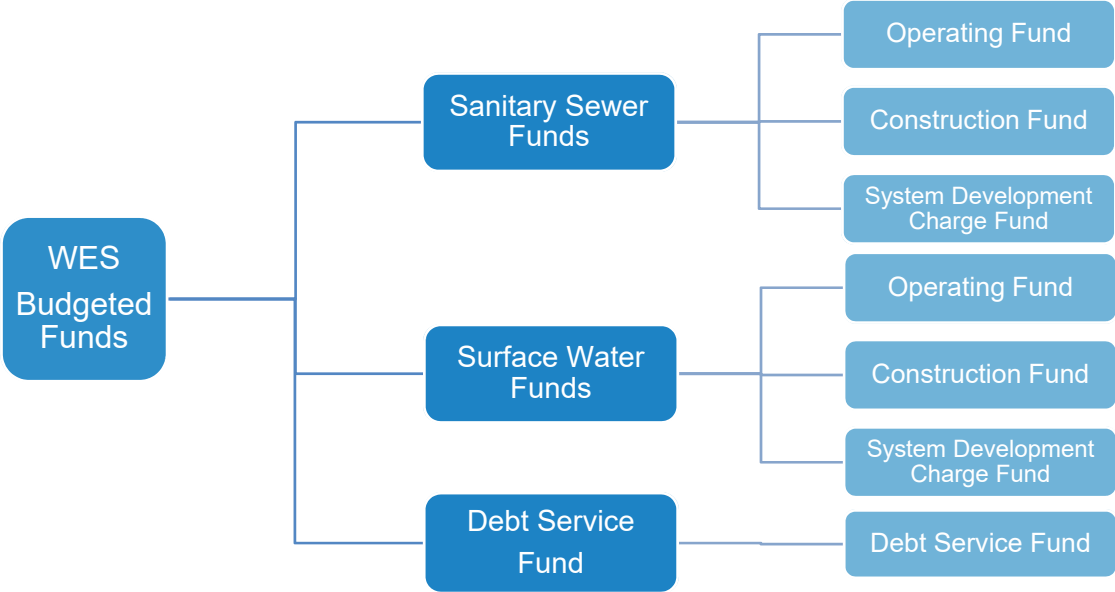 WES
Budgeted
Funds
Sanitary Sewer
Funds
Operating Fund
Construction Fund
System Development
Charge Fund
Surface Water
Funds
Operating Fund
Construction Fund
System Development
Charge Fund
Debt Service
Fund
Debt Service Fund